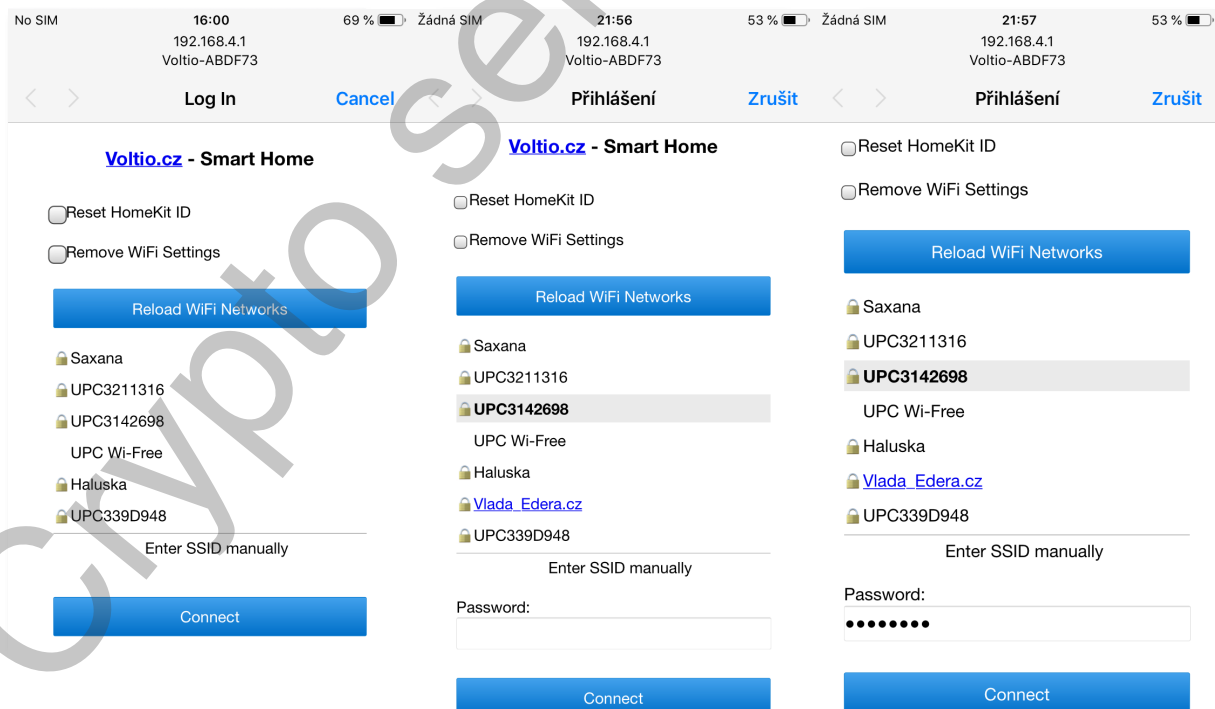 No SIM 16:00 69 %
192.168.4.1
Voltio-ABDF73
Log In Cancel
Voltio.cz - Smart Home
Reset HomeKit ID
Remove WiFi Settings
Reload WiFi Networks
Saxana
UPC3211316
UPC3142698
UPC Wi-Free
Haluska
UPC339D948
Enter SSID manually
Connect
Žádná SIM 21:56 53 %
192.168.4.1
Voltio-ABDF73
Přihlášení Zrušit
Voltio.cz - Smart Home
Reset HomeKit ID
Remove WiFi Settings
Reload WiFi Networks
Saxana
UPC3211316
UPC3142698
UPC Wi-Free
Haluska
Vlada_Edera.cz
UPC339D948
Enter SSID manually
Password:
Connect
Žádná SIM 21:57 53 %
192.168.4.1
Voltio-ABDF73
Přihlášení Zrušit
Reset HomeKit ID
Remove WiFi Settings
Reload WiFi Networks
Saxana
UPC3211316
UPC3142698
UPC Wi-Free
Haluska
Vlada_Edera.cz
UPC339D948
Enter SSID manually
Password:
●●●●●●●●
Connect
Crypto se